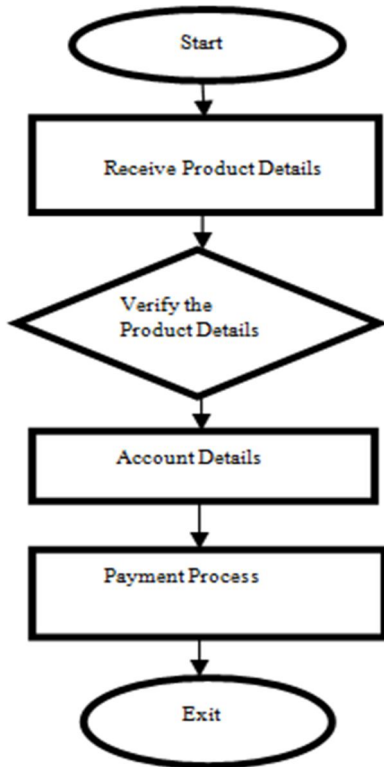 Start
Receive Product Details
Verify the
Product Details
Account Details
Payment Process
Exit